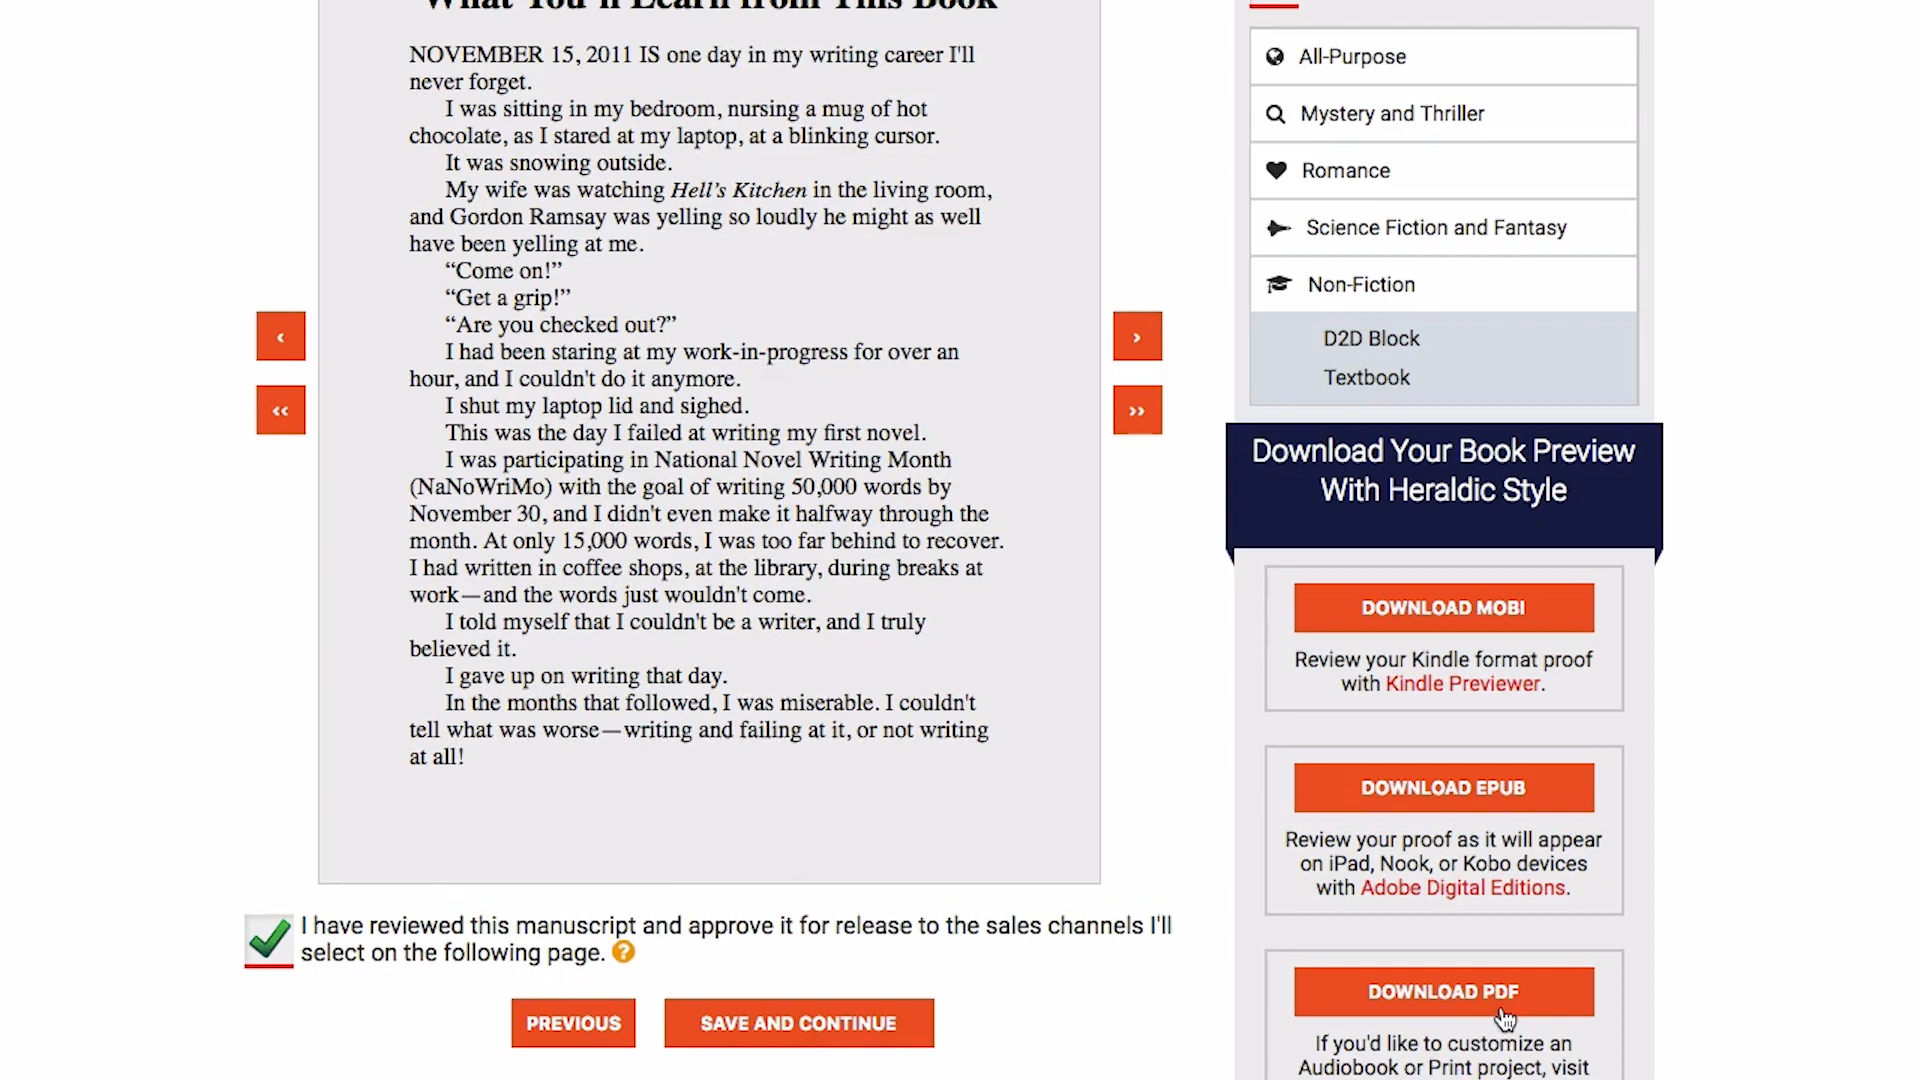 What You'll Learn from This Book
NOVEMBER 15, 2011 IS one day in my writing career I'll
never forget.
I was sitting in my bedroom, nursing a mug of hot
chocolate, as I stared at my laptop, at a blinking cursor.
It was snowing outside.
My wife was watching Hell’s Kitchen in the living room,
and Gordon Ramsay was yelling so loudly he might as well
have been yelling at me.
“Come on!”
“Get a grip!”
“Are you checked out?”
I had been staring at my work-in-progress for over an
hour, and I couldn't do it anymore.
I shut my laptop lid and sighed.
This was the day I failed at writing my first novel.
I was participating in National Novel Writing Month
(NaNoWriMo) with the goal of writing 50,000 words by
November 30, and I didn't even make it halfway through the
month. At only 15,000 words, I was too far behind to recover.
I had written in coffee shops, at the library, during breaks at
work—and the words just wouldn't come.
I told myself that I couldn't be a writer, and I truly
believed it.
I gave up on writing that day.
In the months that followed, I was miserable. I couldn't
tell what was worse—writing and failing at it, or not writing
at all!
‹
«
›
»
I have reviewed this manuscript and approve it for release to the sales channels I'll
select on the following page. ?
PREVIOUS
SAVE AND CONTINUE
All-Purpose
Mystery and Thriller
Romance
Science Fiction and Fantasy
Non-Fiction
D2D Block
Textbook
Download Your Book Preview
With Heraldic Style
DOWNLOAD MOBI
Review your Kindle format proof
with Kindle Previewer.
DOWNLOAD EPUB
Review your proof as it will appear
on iPad, Nook, or Kobo devices
with Adobe Digital Editions.
DOWNLOAD PDF
If you'd like to customize an
Audiobook or Print project, visit